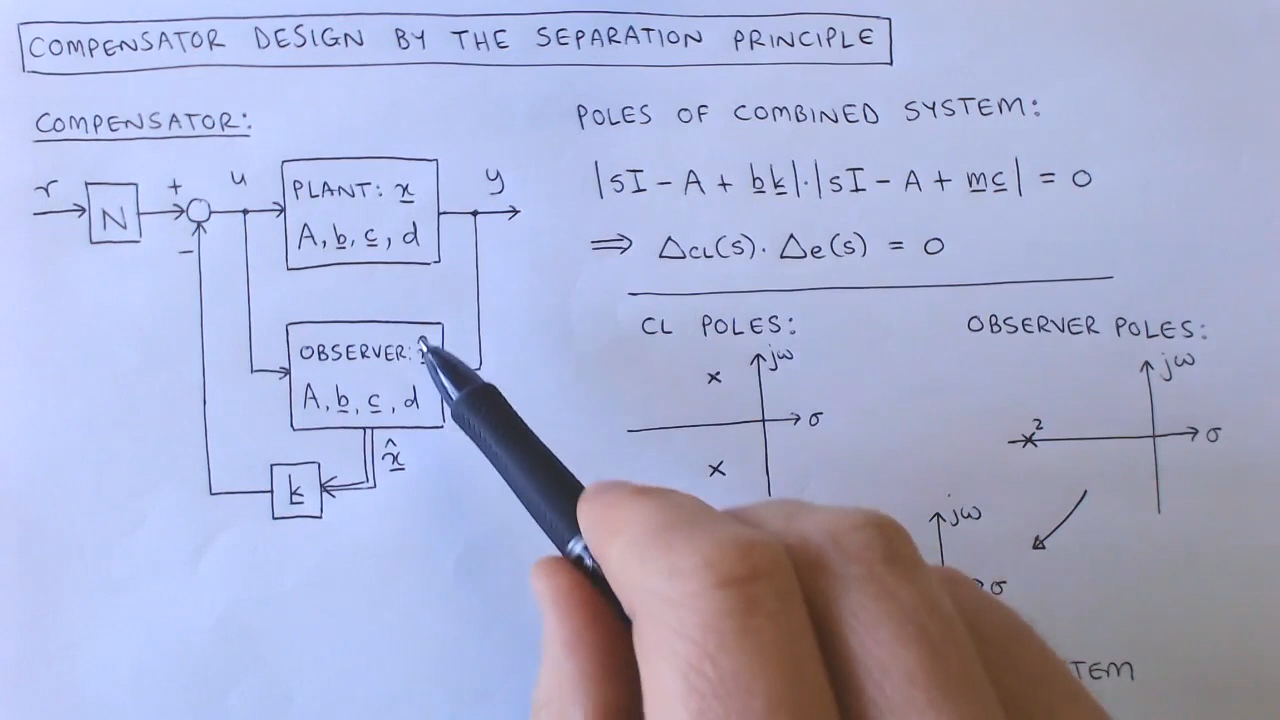 COMPENSATOR DESIGN BY THE SEPARATION PRINCIPLE
COMPENSATOR:
r
N
+
−
u
PLANT: x
A, b, c, d
y
OBSERVER:
A, b, c, d
x̂
k
POLES OF COMBINED SYSTEM:
|sI − A + bk|·|sI − A + mc| = 0
⇒ ΔCL(s). Δe(s) = 0
CL POLES:
jω
σ
×
×
OBSERVER POLES:
jω
σ
× 2
jω
σ